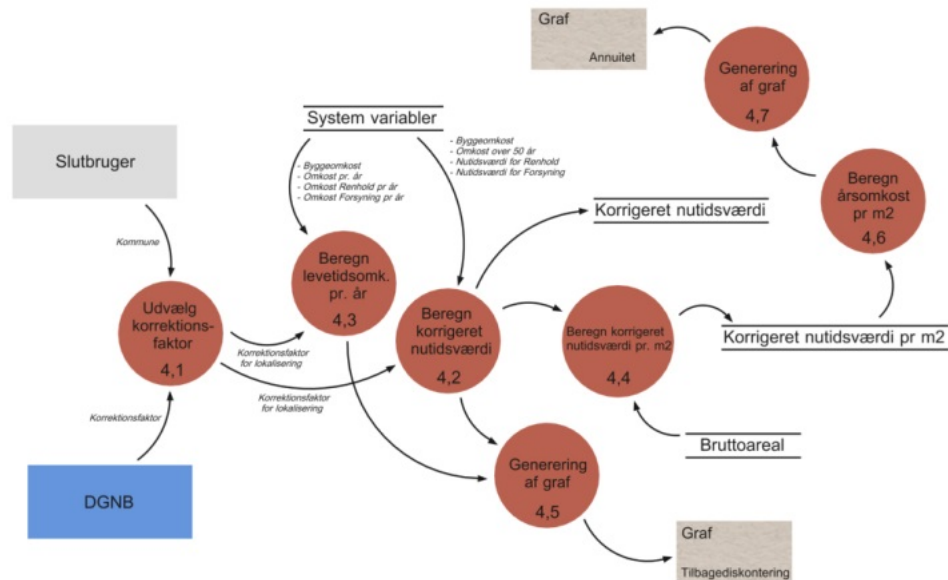 Graf
Annuitet
Generering
af graf
4,7
System variabler
Slutbruger
- Byggeomkost
- Omkost pr. år
- Omkost Renhold pr år
- Omkost Forsyning pr år
- Byggeomkost
- Omkost over 50 år
- Nutidsværdi for Renhold
- Nutidsværdi for Forsyning
Beregn
årsomkost
pr m2
4,6
Korrigeret nutidsværdi
Kommune
Beregn
levetidsomk.
pr. år
4,3
Udvælg
korrektions-
faktor
4,1
Beregn
korrigeret
nutidsværdi
4,2
Beregn korrigeret
nutidsværdi pr. m2
4,4
Korrigeret nutidsværdi pr m2
Korrektionsfaktor
for lokalisering
Korrektionsfaktor
for lokalisering
Korrektionsfaktor
Bruttoareal
DGNB
Generering
af graf
4,5
Graf
Tilbagediskontering